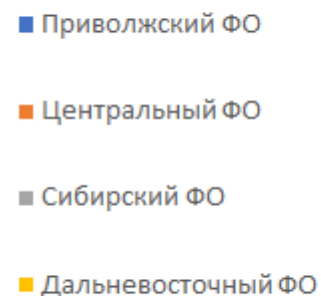 Приволжский ФО
Центральный ФО
Сибирский ФО
Дальневосточный ФО